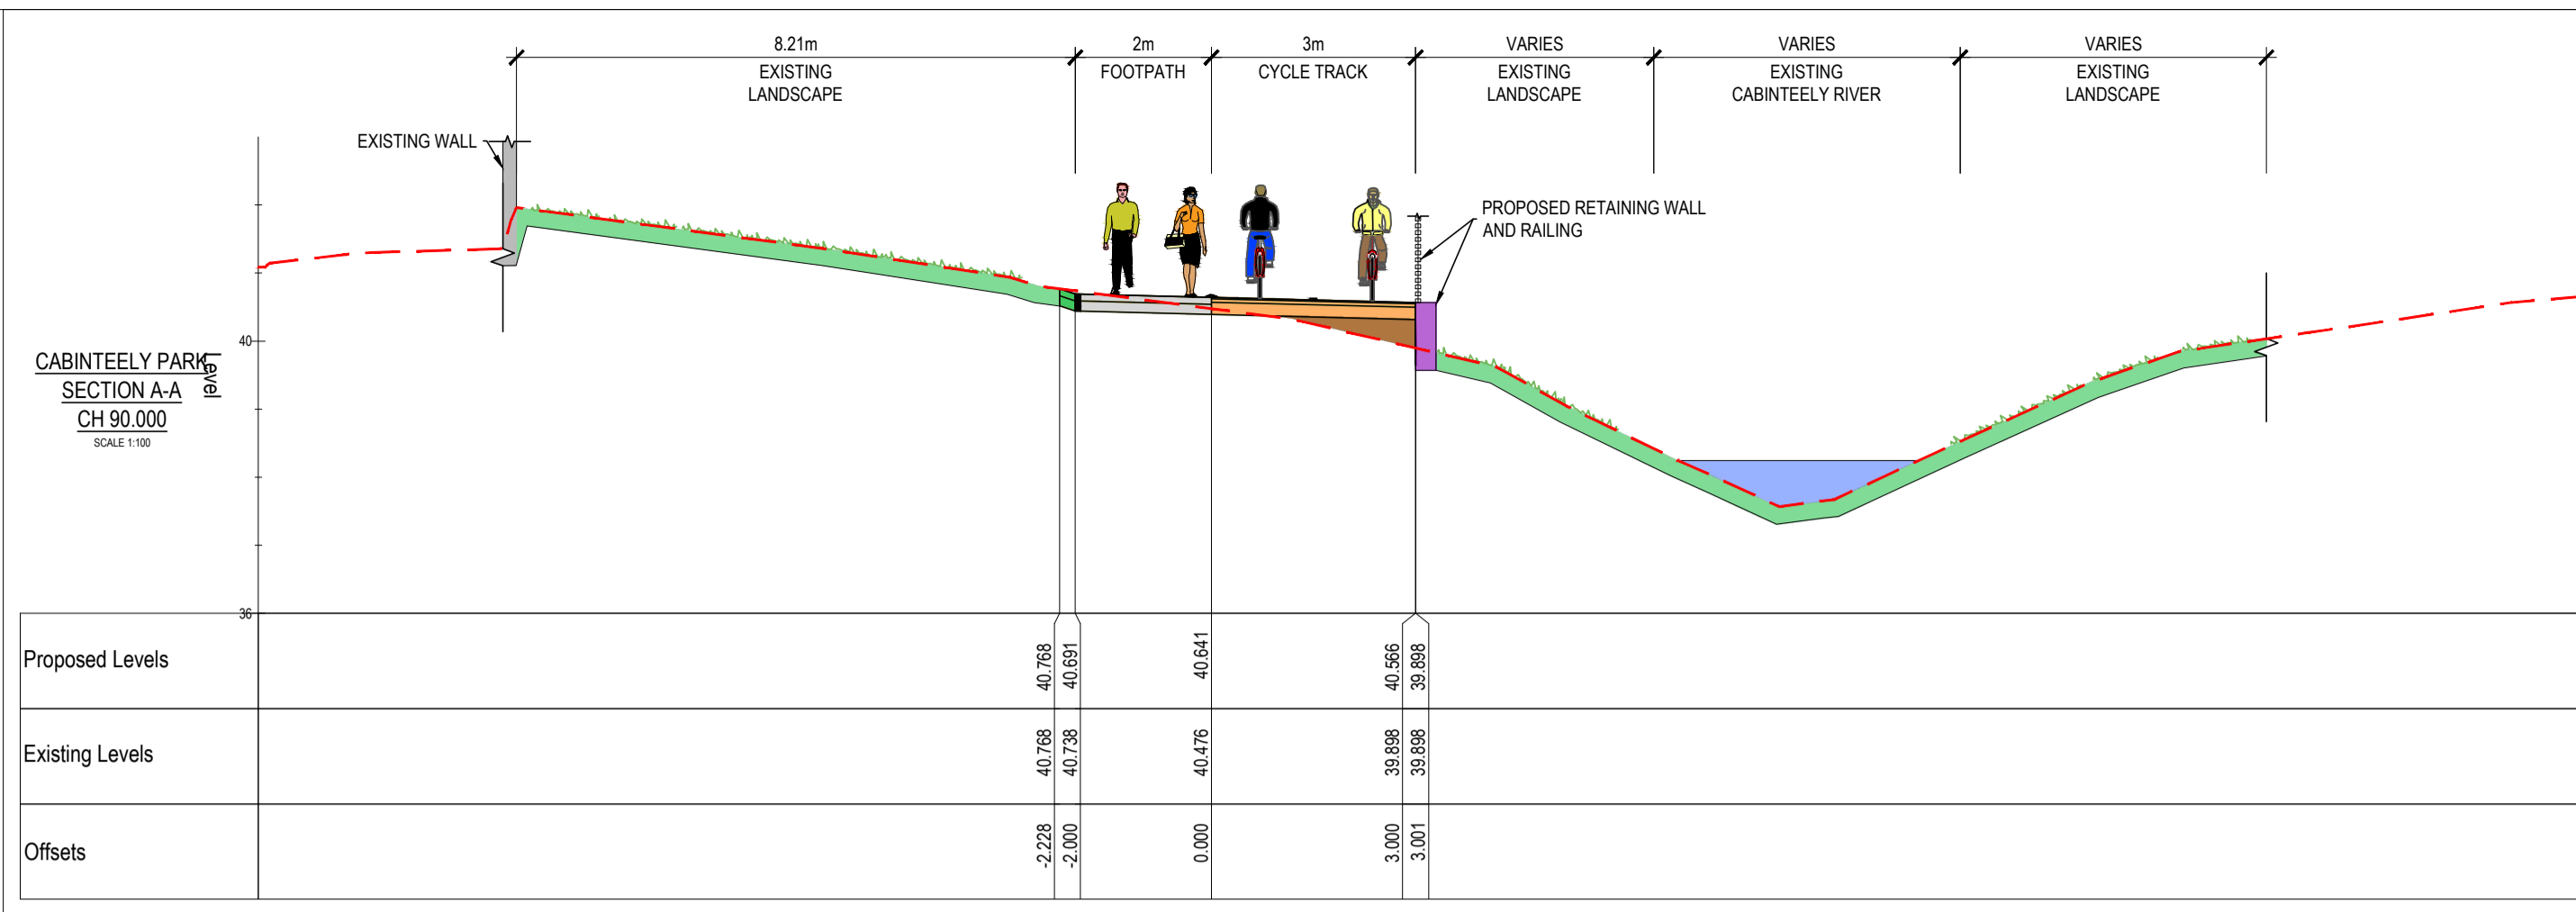 8.21m
EXISTING
LANDSCAPE
2m
FOOTPATH
3m
CYCLE TRACK
VARIES
EXISTING
LANDSCAPE
VARIES
EXISTING
CABINTEELY RIVER
VARIES
EXISTING
LANDSCAPE
EXISTING WALL
PROPOSED RETAINING WALL
AND RAILING
CABINTEELY PARK
SECTION A-A
CH 90.000
SCALE 1:100
Level
40
36
Proposed Levels
40.768
40.691
40.641
40.566
39.898
Existing Levels
40.768
40.738
40.476
39.898
39.898
Offsets
-2.228
-2.000
0.000
3.000
3.001